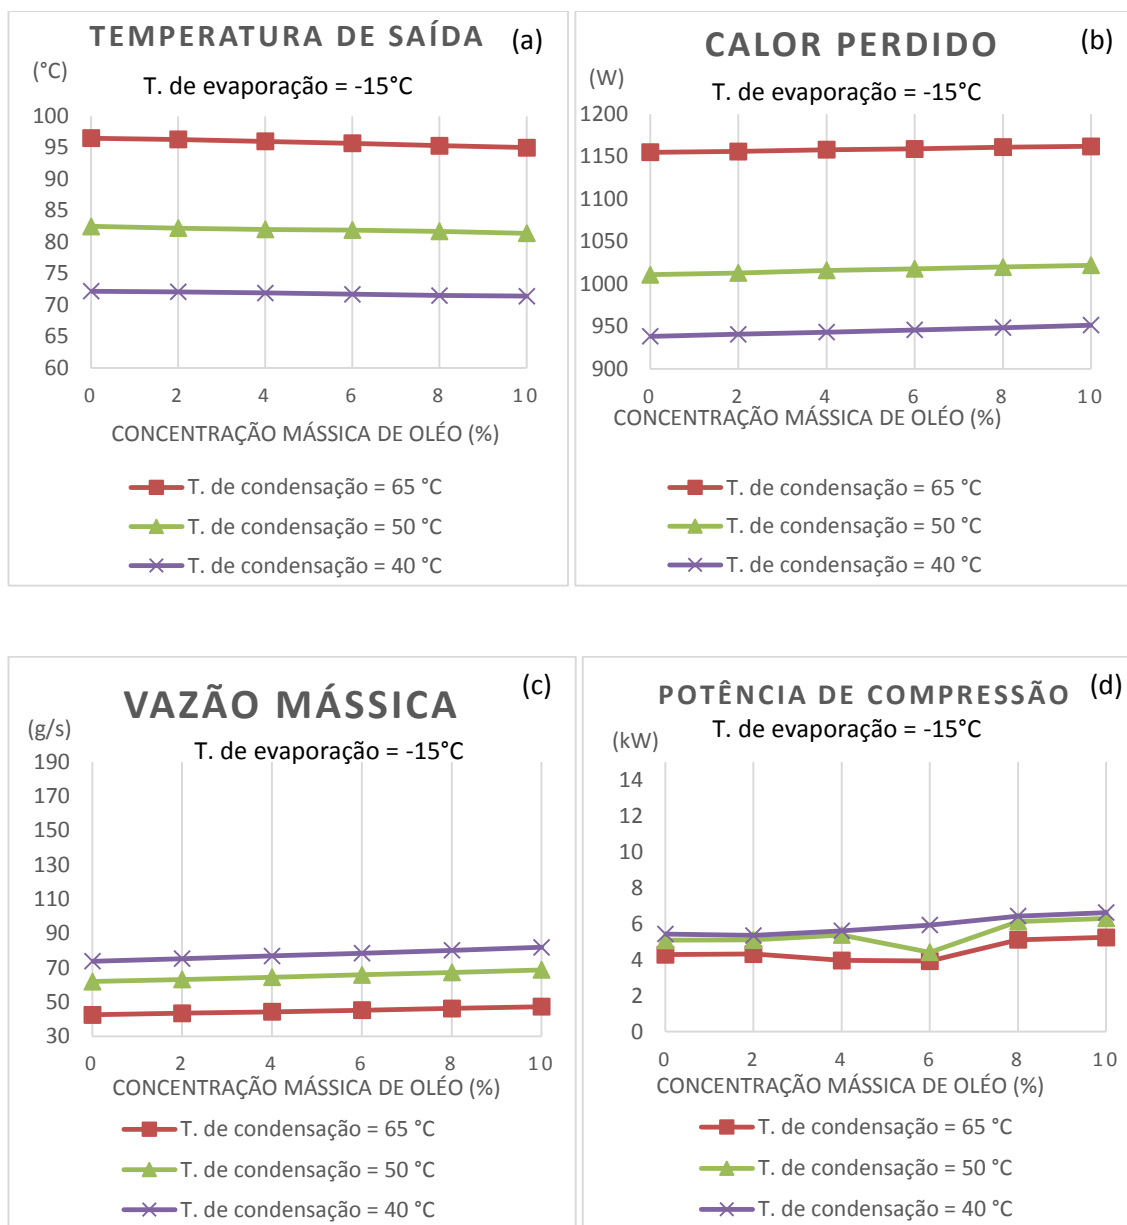 TEMPERATURA DE SAÍDA (a)
(°C)
T. de evaporação = -15°C
100
95
90
85
80
75
70
65
60
0 2 4 6 8 10
CONCENTRAÇÃO MÁSSICA DE OLÉO (%)
T. de condensação = 65 °C
T. de condensação = 50 °C
T. de condensação = 40 °C
CALOR PERDIDO (b)
(W)
T. de evaporação = -15°C
1200
1150
1100
1050
1000
950
900
0 2 4 6 8 10
CONCENTRAÇÃO MÁSSICA DE OLÉO (%)
T. de condensação = 65 °C
T. de condensação = 50 °C
T. de condensação = 40 °C
VAZÃO MÁSSICA (c)
(g/s)
T. de evaporação = -15°C
190
170
150
130
110
90
70
50
30
0 2 4 6 8 10
CONCENTRAÇÃO MÁSSICA DE OLÉO (%)
T. de condensação = 65 °C
T. de condensação = 50 °C
T. de condensação = 40 °C
POTÊNCIA DE COMPRESSÃO (d)
T. de evaporação = -15°C
(kW)
14
12
10
8
6
4
2
0
0 2 4 6 8 10
CONCENTRAÇÃO MÁSSICA DE OLÉO (%)
T. de condensação = 65 °C
T. de condensação = 50 °C
T. de condensação = 40 °C